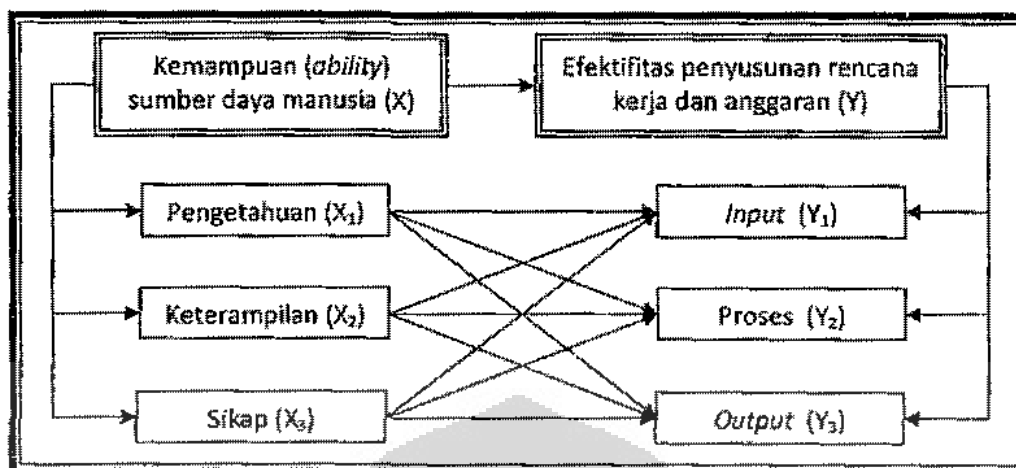 Kemampuan (ability)
sumber daya manusia (X)
Efektifitas penyusunan rencana
kerja dan anggaran (Y)
Pengetahuan (X₁)
Input (Y₁)
Keterampilan (X₂)
Proses (Y₂)
Sikap (X₃)
Output (Y₃)